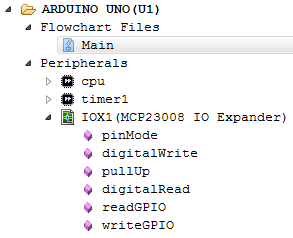 ARDUINO UNO(U1)
Flowchart Files
Main
Peripherals
cpu
timer1
IOX1(MCP23008 IO Expander)
pinMode
digitalWrite
pullUp
digitalRead
readGPIO
writeGPIO